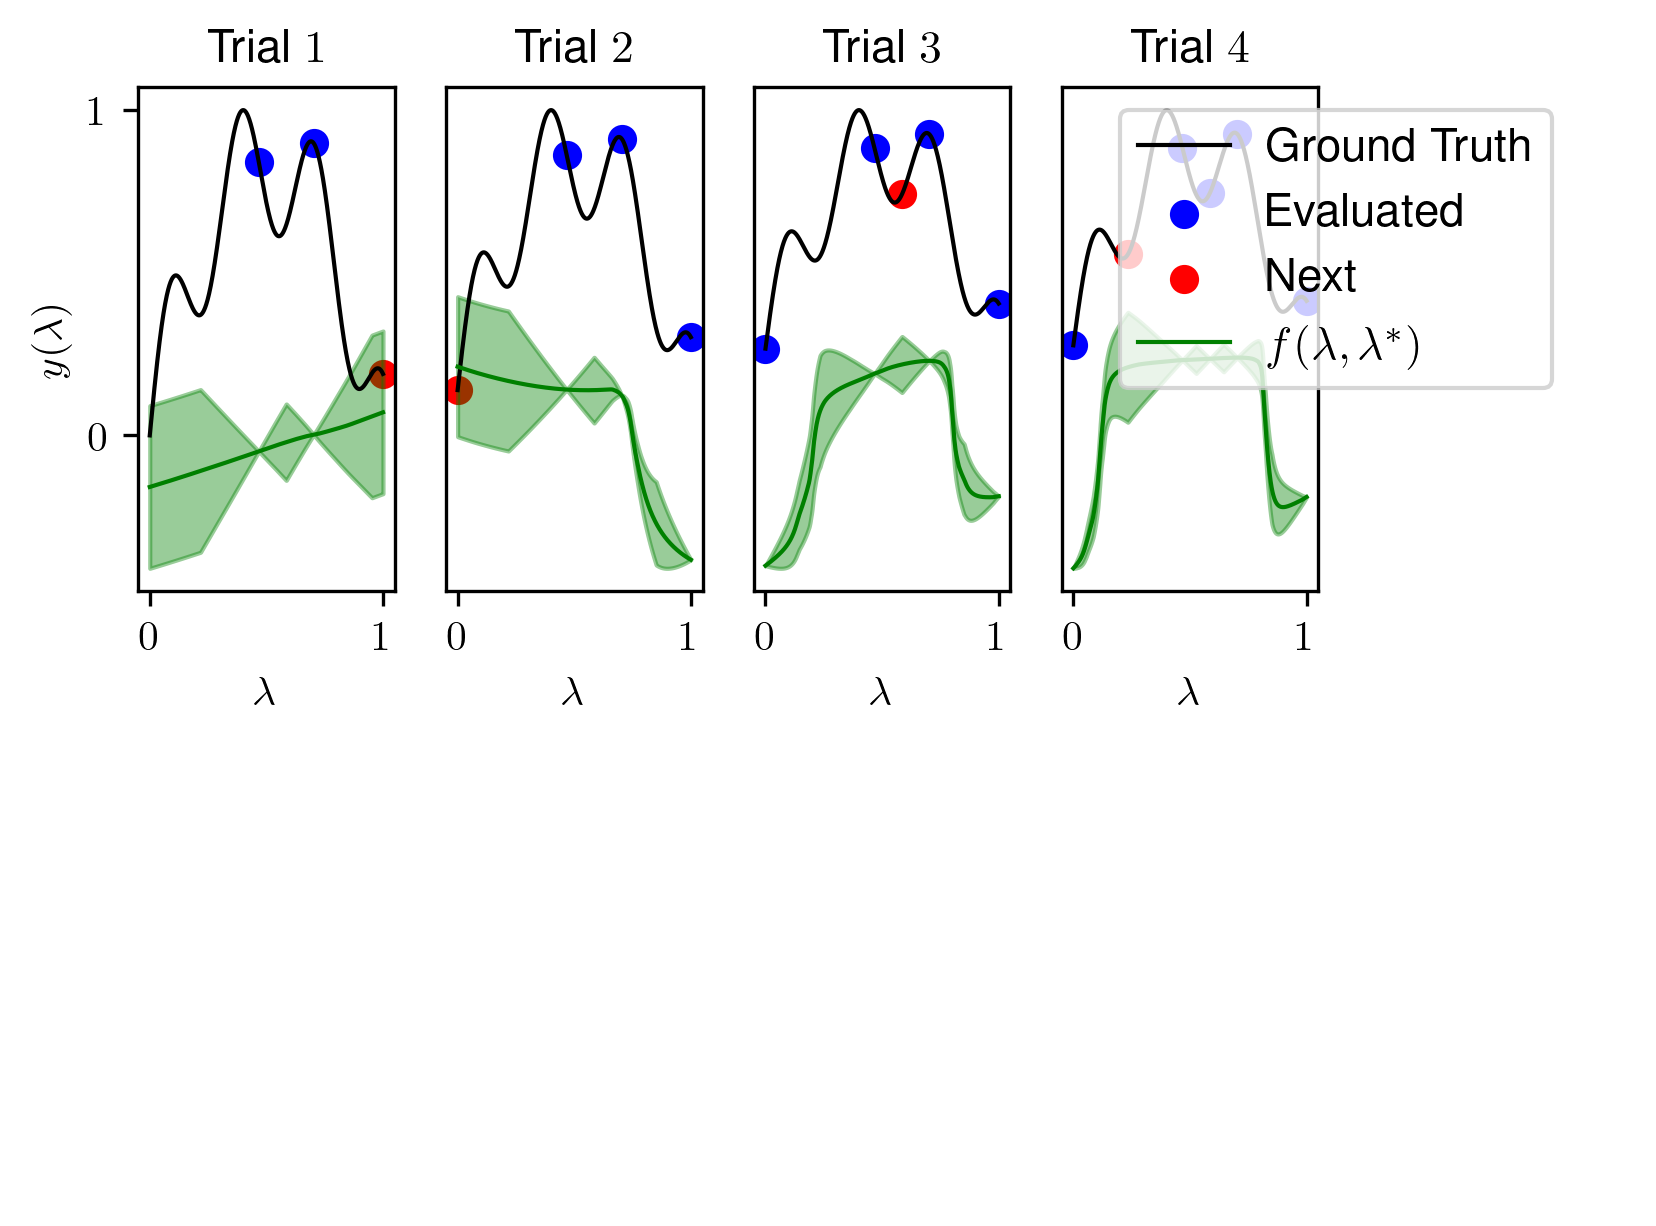 Trial 1 Trial 2 Trial 3 Trial 4
1
Ground Truth
Evaluated
Next
f(λ, λ*)
y(λ)
0
0 1 0 1 0 1 0 1
λ λ λ λ